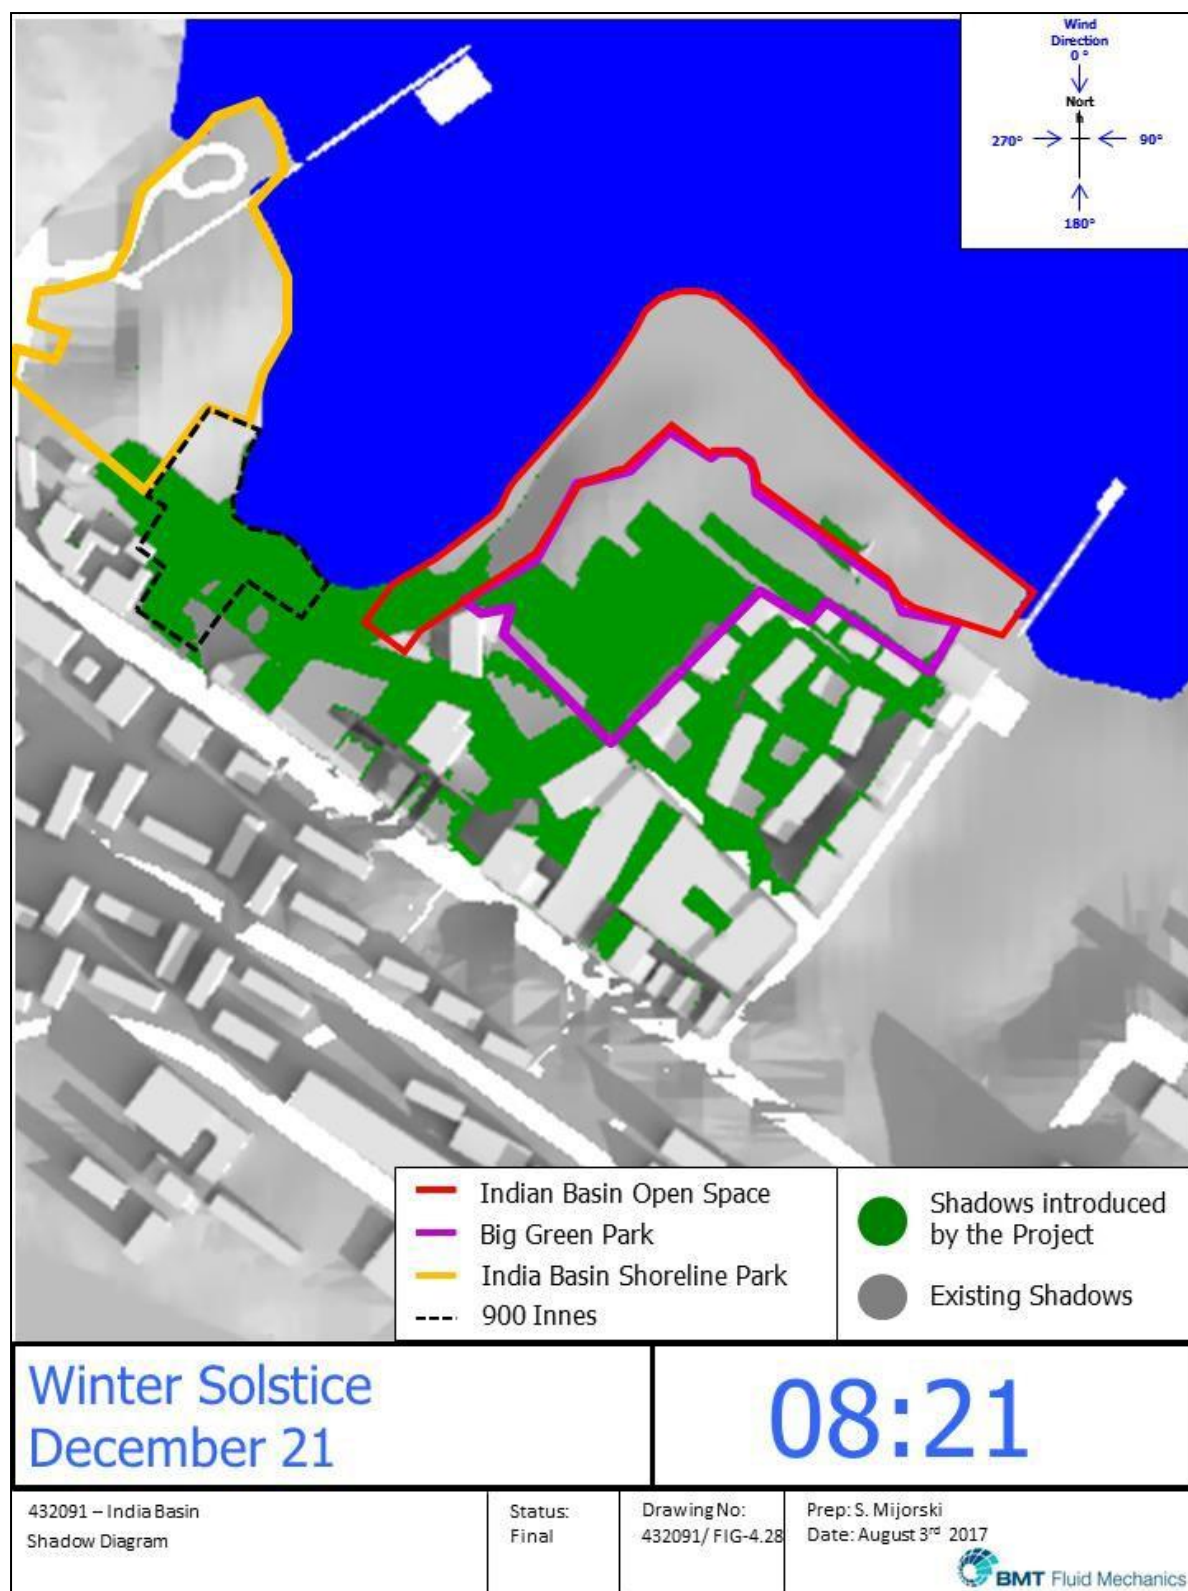 Wind
Direction
0 °
Nort
h
270°
90°
180°
Indian Basin Open Space
Big Green Park
India Basin Shoreline Park
900 Innes
Shadows introduced
by the Project
Existing Shadows
Winter Solstice
December 21
08:21
432091 – India Basin
Shadow Diagram
Status:
Final
Drawing No:
432091/ FIG-4.28
Prep: S. Mijorski
Date: August 3rd 2017
BMT Fluid Mechanics